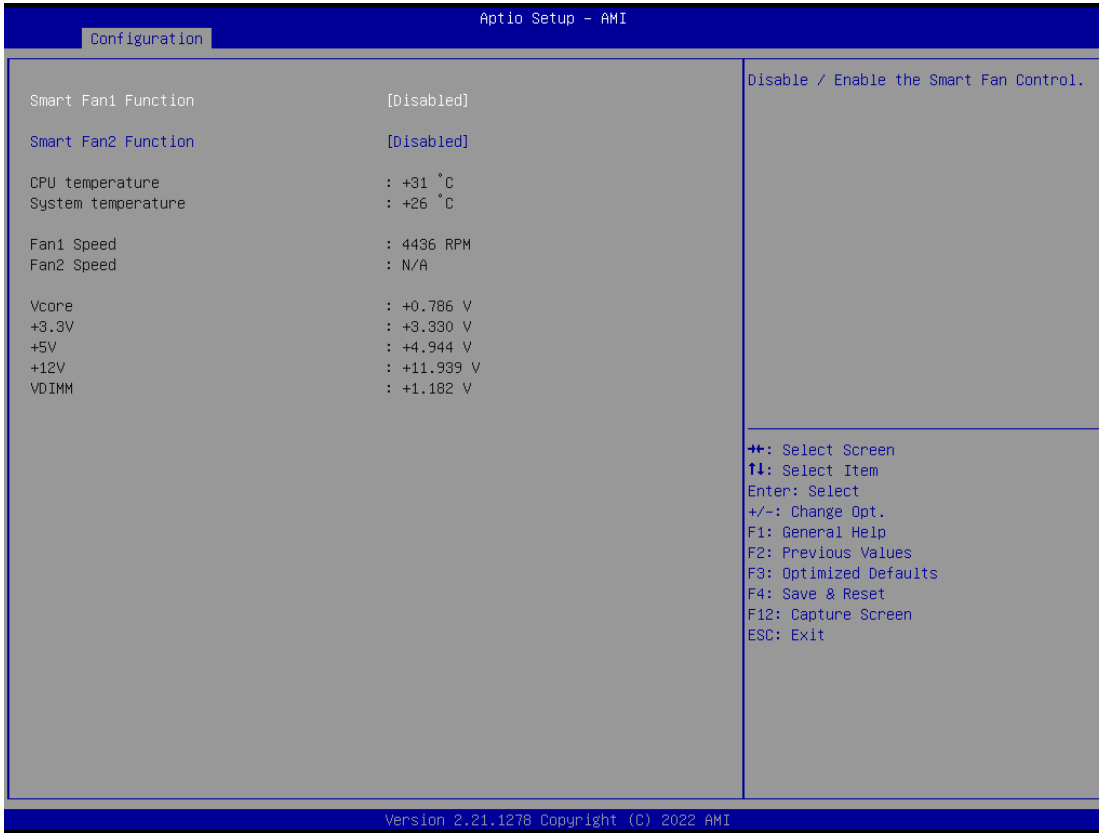 Aptio Setup – AMI
Configuration
Smart Fan1 Function [Disabled]
Smart Fan2 Function [Disabled]
CPU temperature : +31 °C
System temperature : +26 °C
Fan1 Speed : 4436 RPM
Fan2 Speed : N/A
Vcore : +0.786 V
+3.3V : +3.330 V
+5V : +4.944 V
+12V : +11.939 V
VDIMM : +1.182 V
Disable / Enable the Smart Fan Control.
→←: Select Screen
↑↓: Select Item
Enter: Select
+/-: Change Opt.
F1: General Help
F2: Previous Values
F3: Optimized Defaults
F4: Save & Reset
F12: Capture Screen
ESC: Exit
Version 2.21.1278 Copyright (C) 2022 AMI